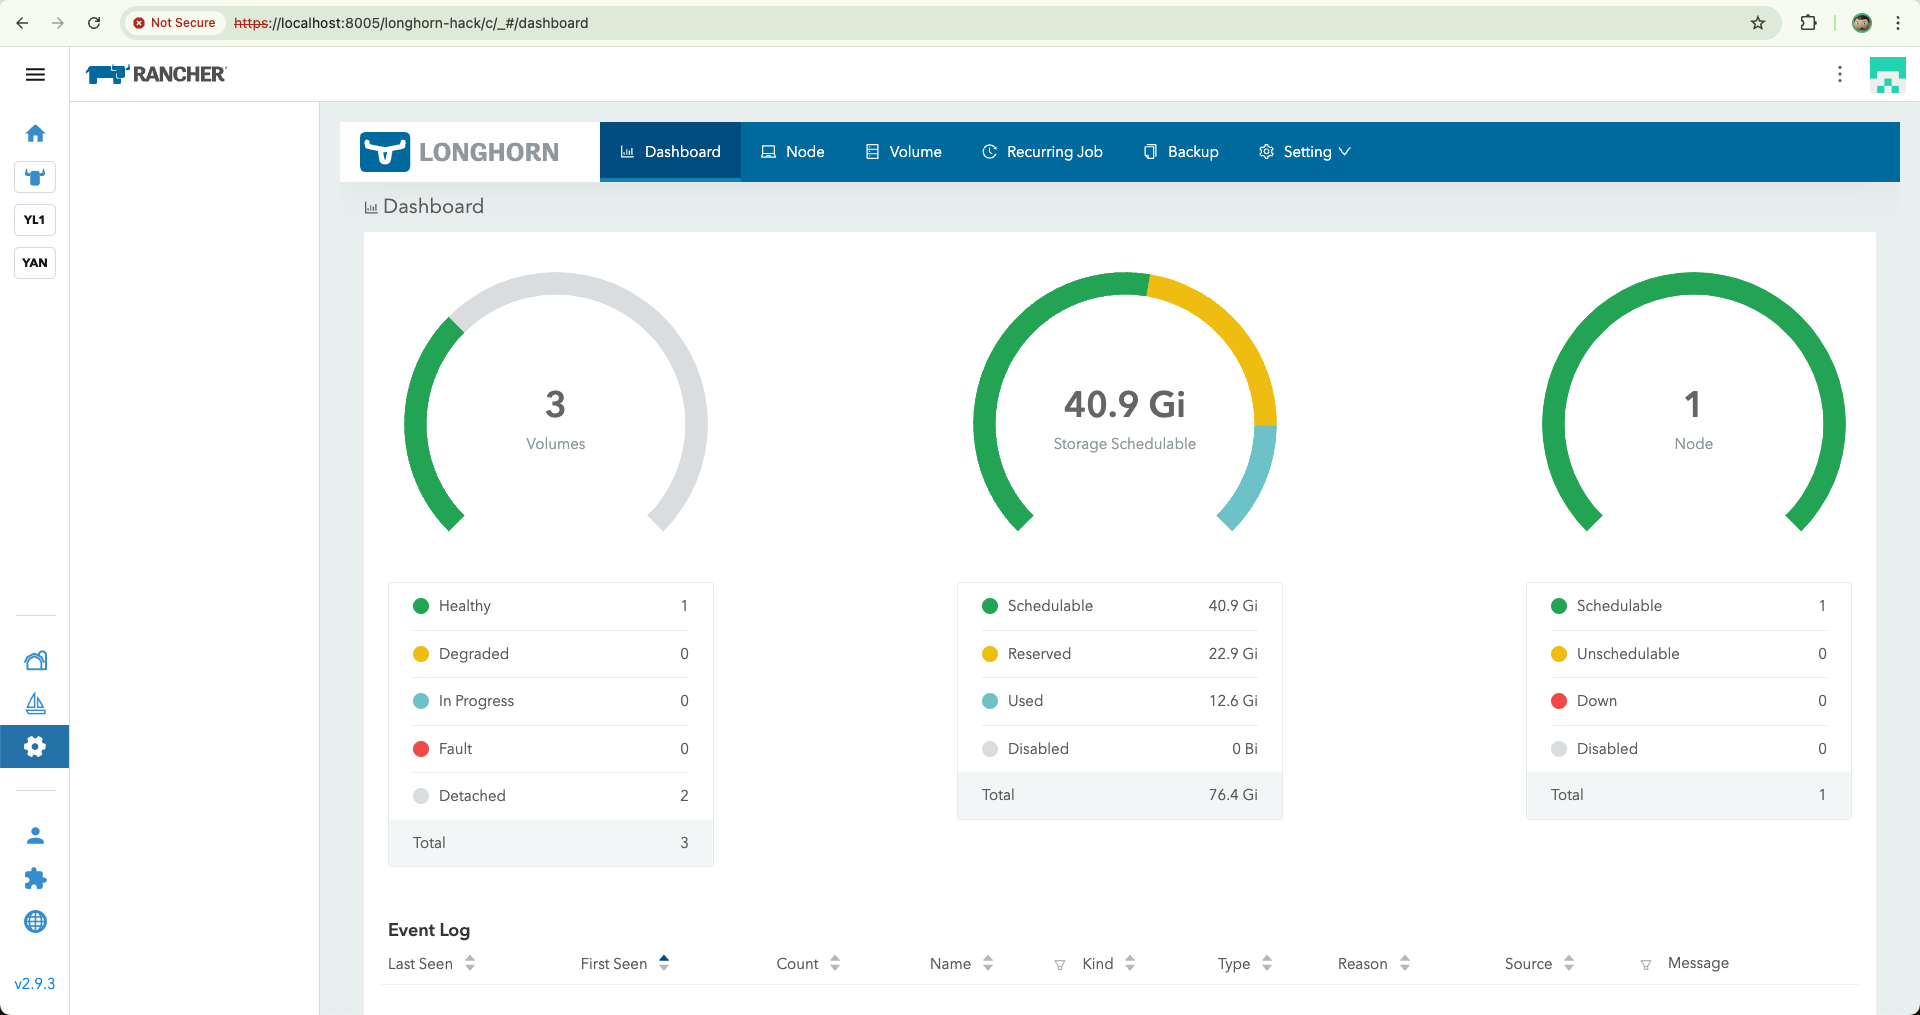 Not Secure https://localhost:8005/longhorn-hack/c/_#/dashboard
RANCHER
YL1
YAN
v2.9.3
LONGHORN
Dashboard Node Volume Recurring Job Backup Setting
Dashboard
3
Volumes
Healthy 1
Degraded 0
In Progress 0
Fault 0
Detached 2
Total 3
40.9 Gi
Storage Schedulable
Schedulable 40.9 Gi
Reserved 22.9 Gi
Used 12.6 Gi
Disabled 0 Bi
Total 76.4 Gi
1
Node
Schedulable 1
Unschedulable 0
Down 0
Disabled 0
Total 1
Event Log
Last Seen First Seen Count Name Kind Type Reason Source Message